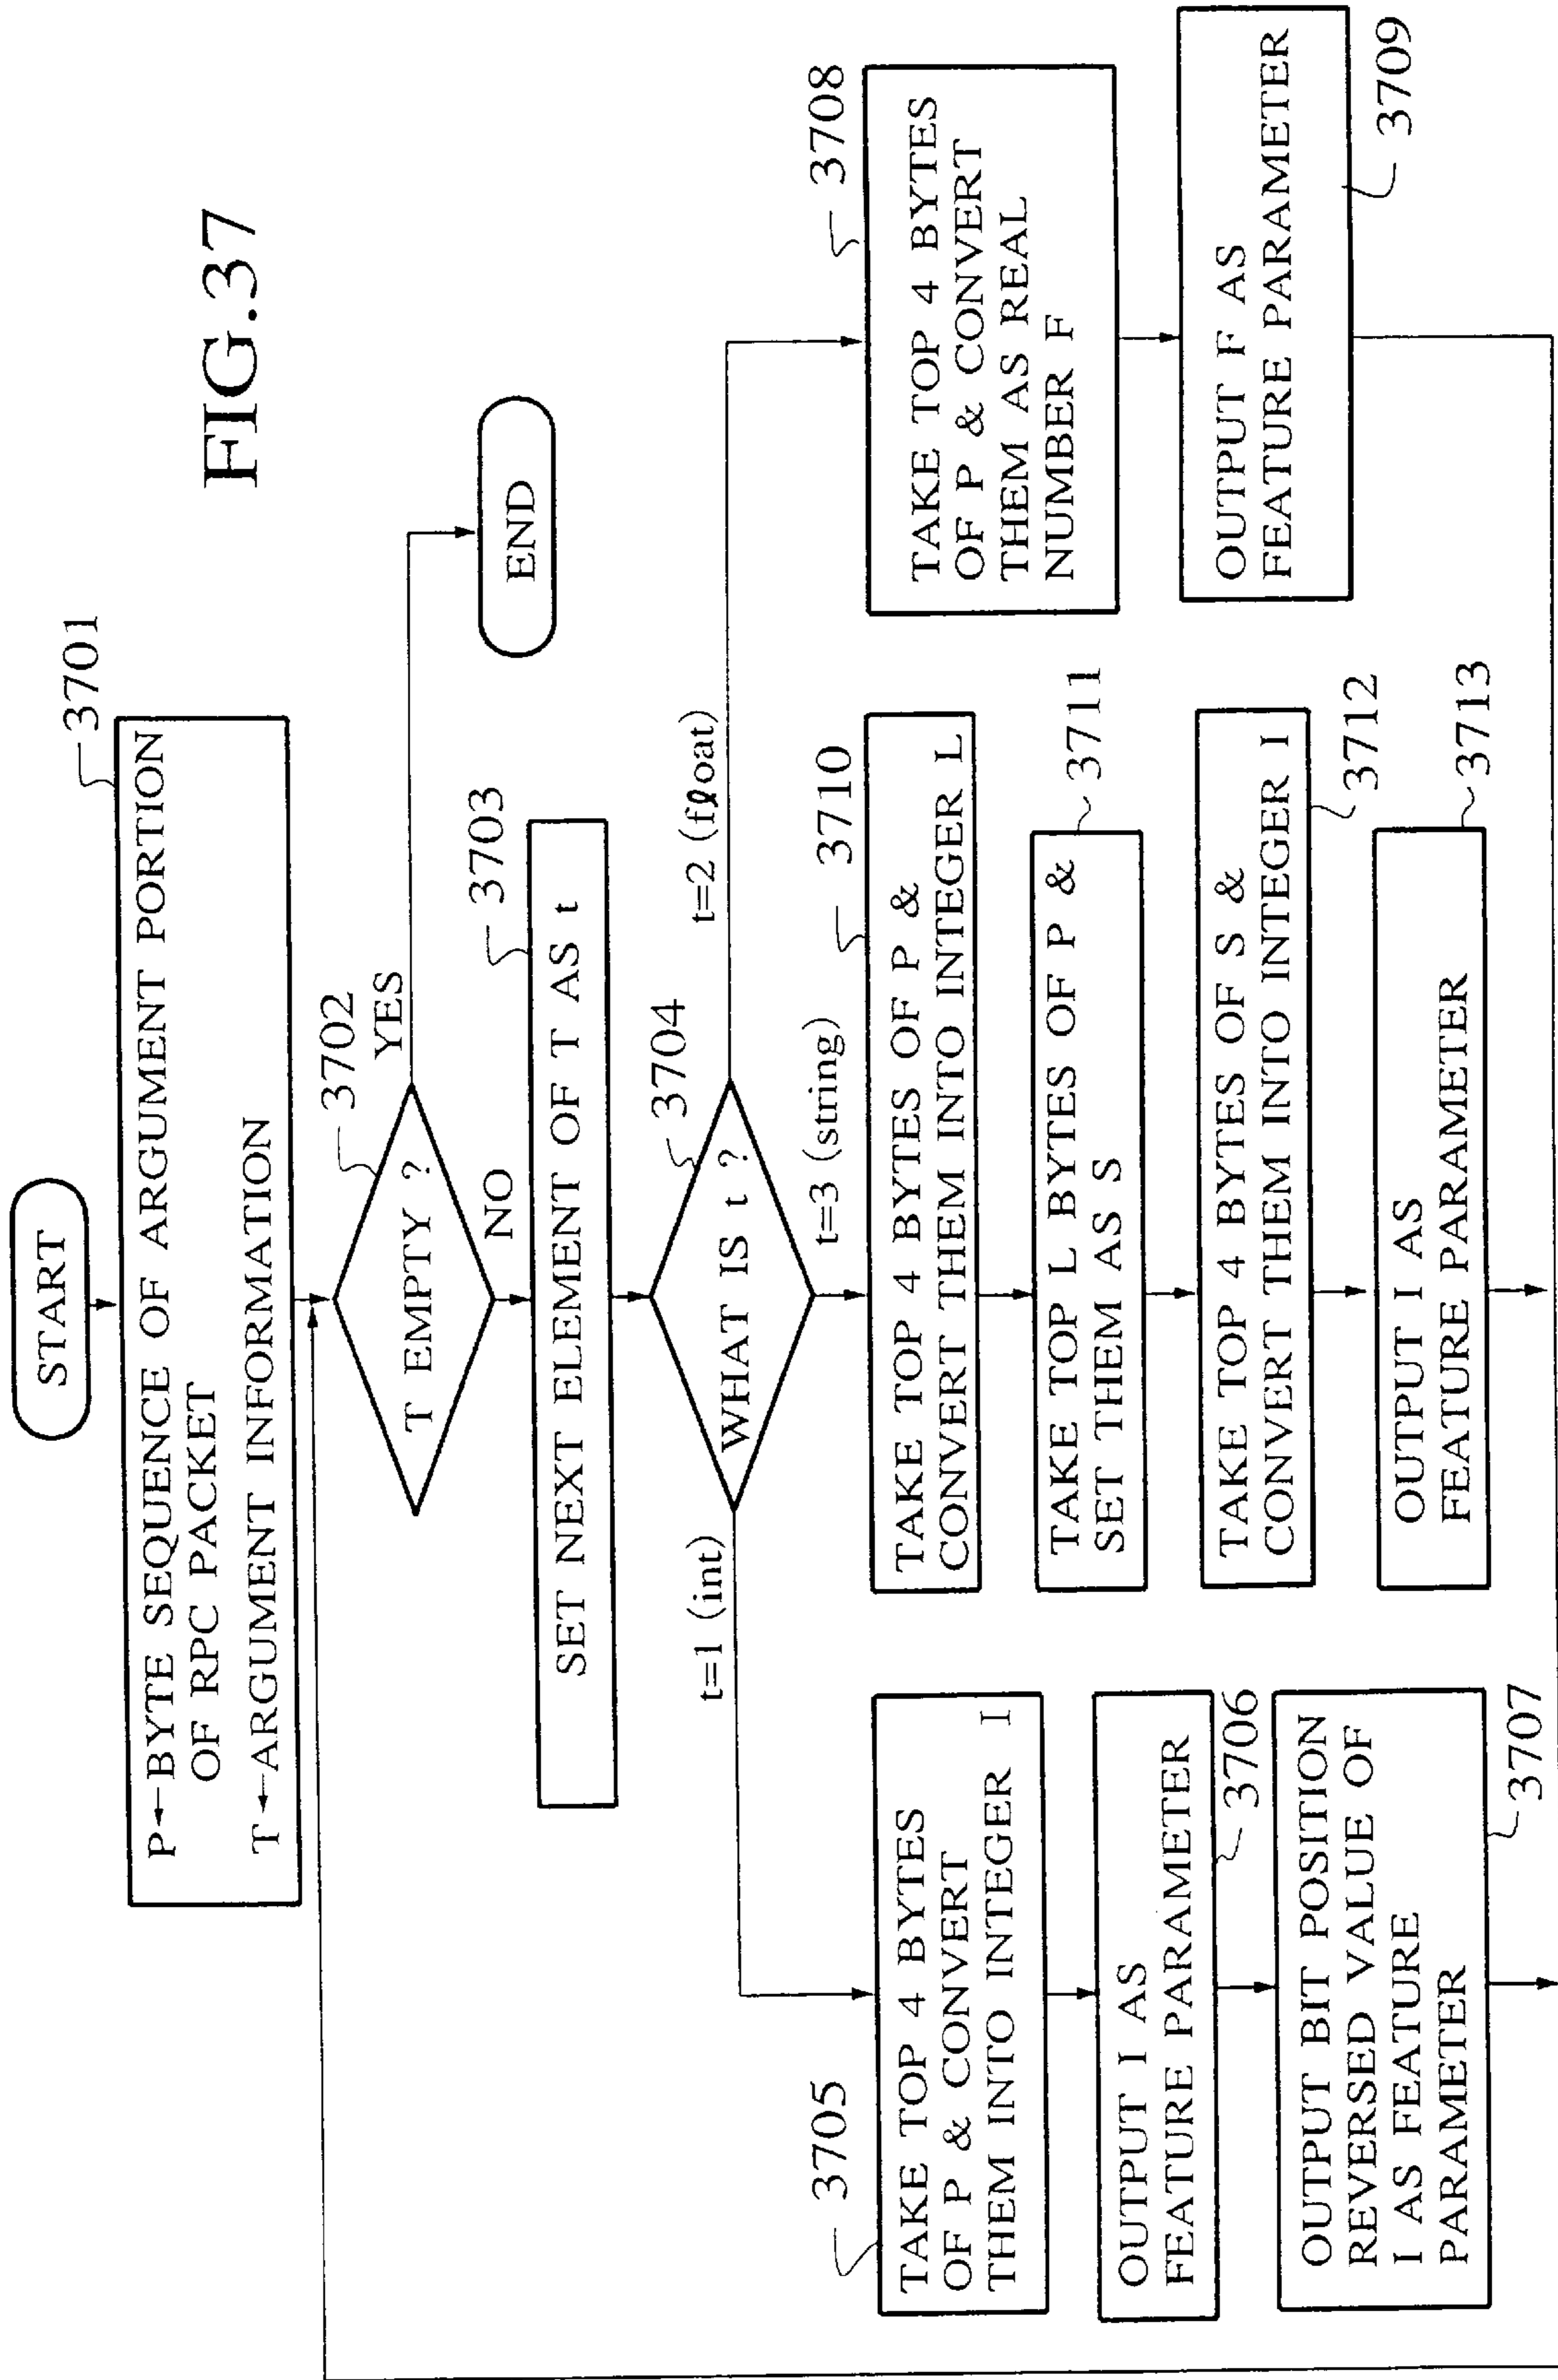 FIG.37
START
3701
P←BYTE SEQUENCE OF ARGUMENT PORTION
OF RPC PACKET
T←ARGUMENT INFORMATION
3702
T EMPTY ?
YES
NO
END
3703
SET NEXT ELEMENT OF T AS t
3704
WHAT IS t ?
t=1 (int)
t=3 (string)
t=2 (float)
3705
TAKE TOP 4 BYTES
OF P & CONVERT
THEM INTO INTEGER I
OUTPUT I AS
FEATURE PARAMETER
3706
OUTPUT BIT POSITION
REVERSED VALUE OF
I AS FEATURE
PARAMETER
3707
3710
TAKE TOP 4 BYTES OF P &
CONVERT THEM INTO INTEGER L
TAKE TOP L BYTES OF P &
SET THEM AS S
3711
TAKE TOP 4 BYTES OF S &
CONVERT THEM INTO INTEGER I
3712
OUTPUT I AS
FEATURE PARAMETER
3713
3708
TAKE TOP 4 BYTES
OF P & CONVERT
THEM AS REAL
NUMBER F
OUTPUT F AS
FEATURE PARAMETER
3709